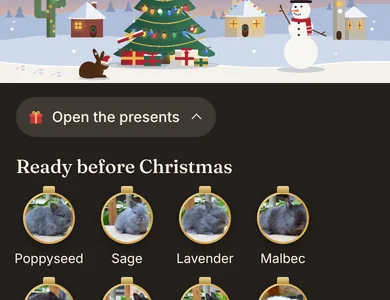 Open the presents
Ready before Christmas
Poppyseed
Sage
Lavender
Malbec